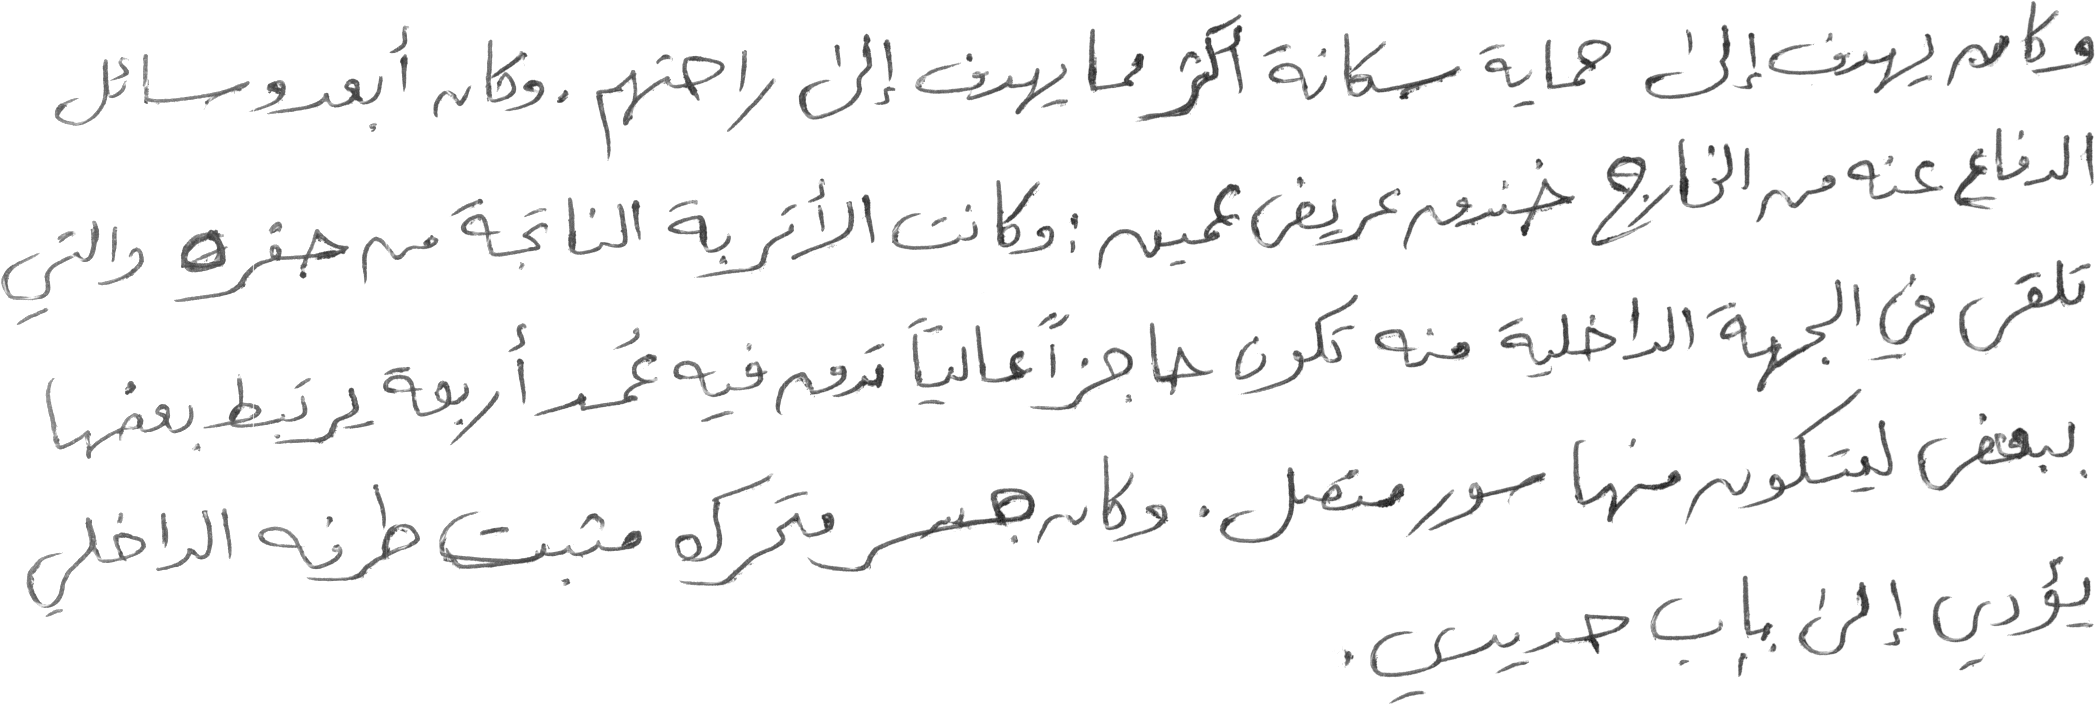 وكان يهدف إلى حماية سكانة أكثر مما يهدف إلى راحتهم. وكان أبعد وسائل
الدفاع عنه من الخارج خندق عريض عميق؛ وكانت الأتربة الناتجة من حفره والتي
تلقى في الجهة الداخلية منه تكون حاجزاً عالياً تدق فيه عُمد أربعة يرتبط بعضها
ببعض ليتكون منها سور متصل. وكان جسر متحرك مثبت طرفه الداخلي
يؤدي إلى باب حديدي.